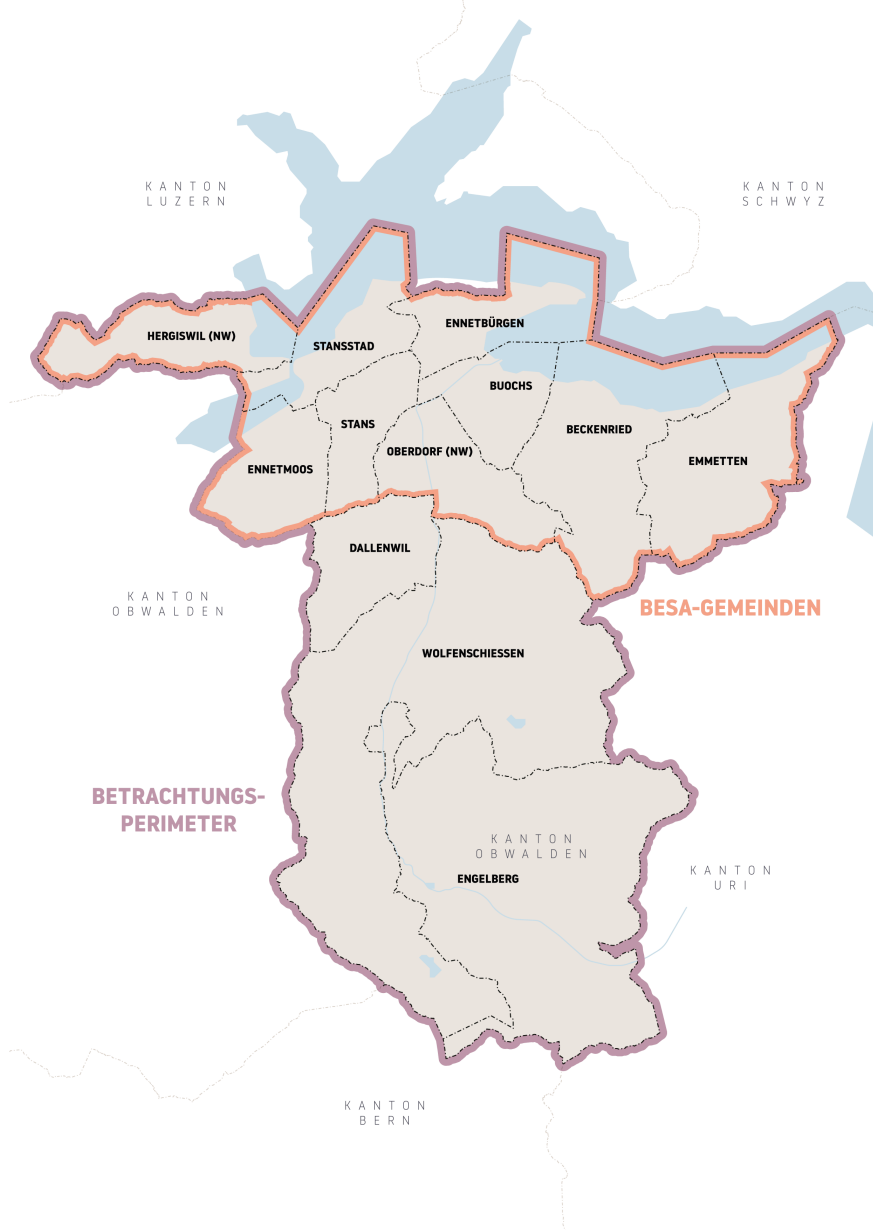 KANTON
LUZERN
KANTON
SCHWYZ
HERGISWIL (NW)
STANSSTAD
ENNETBÜRGEN
BUOCHS
STANS
BECKENRIED
OBERDORF (NW)
ENNETMOOS
EMMETTEN
DALLENWIL
KANTON
OBWALDEN
BESA-GEMEINDEN
WOLFENSCHIESSEN
BETRACHTUNGS-
PERIMETER
KANTON
OBWALDEN
ENGELBERG
KANTON
URI
KANTON
BERN